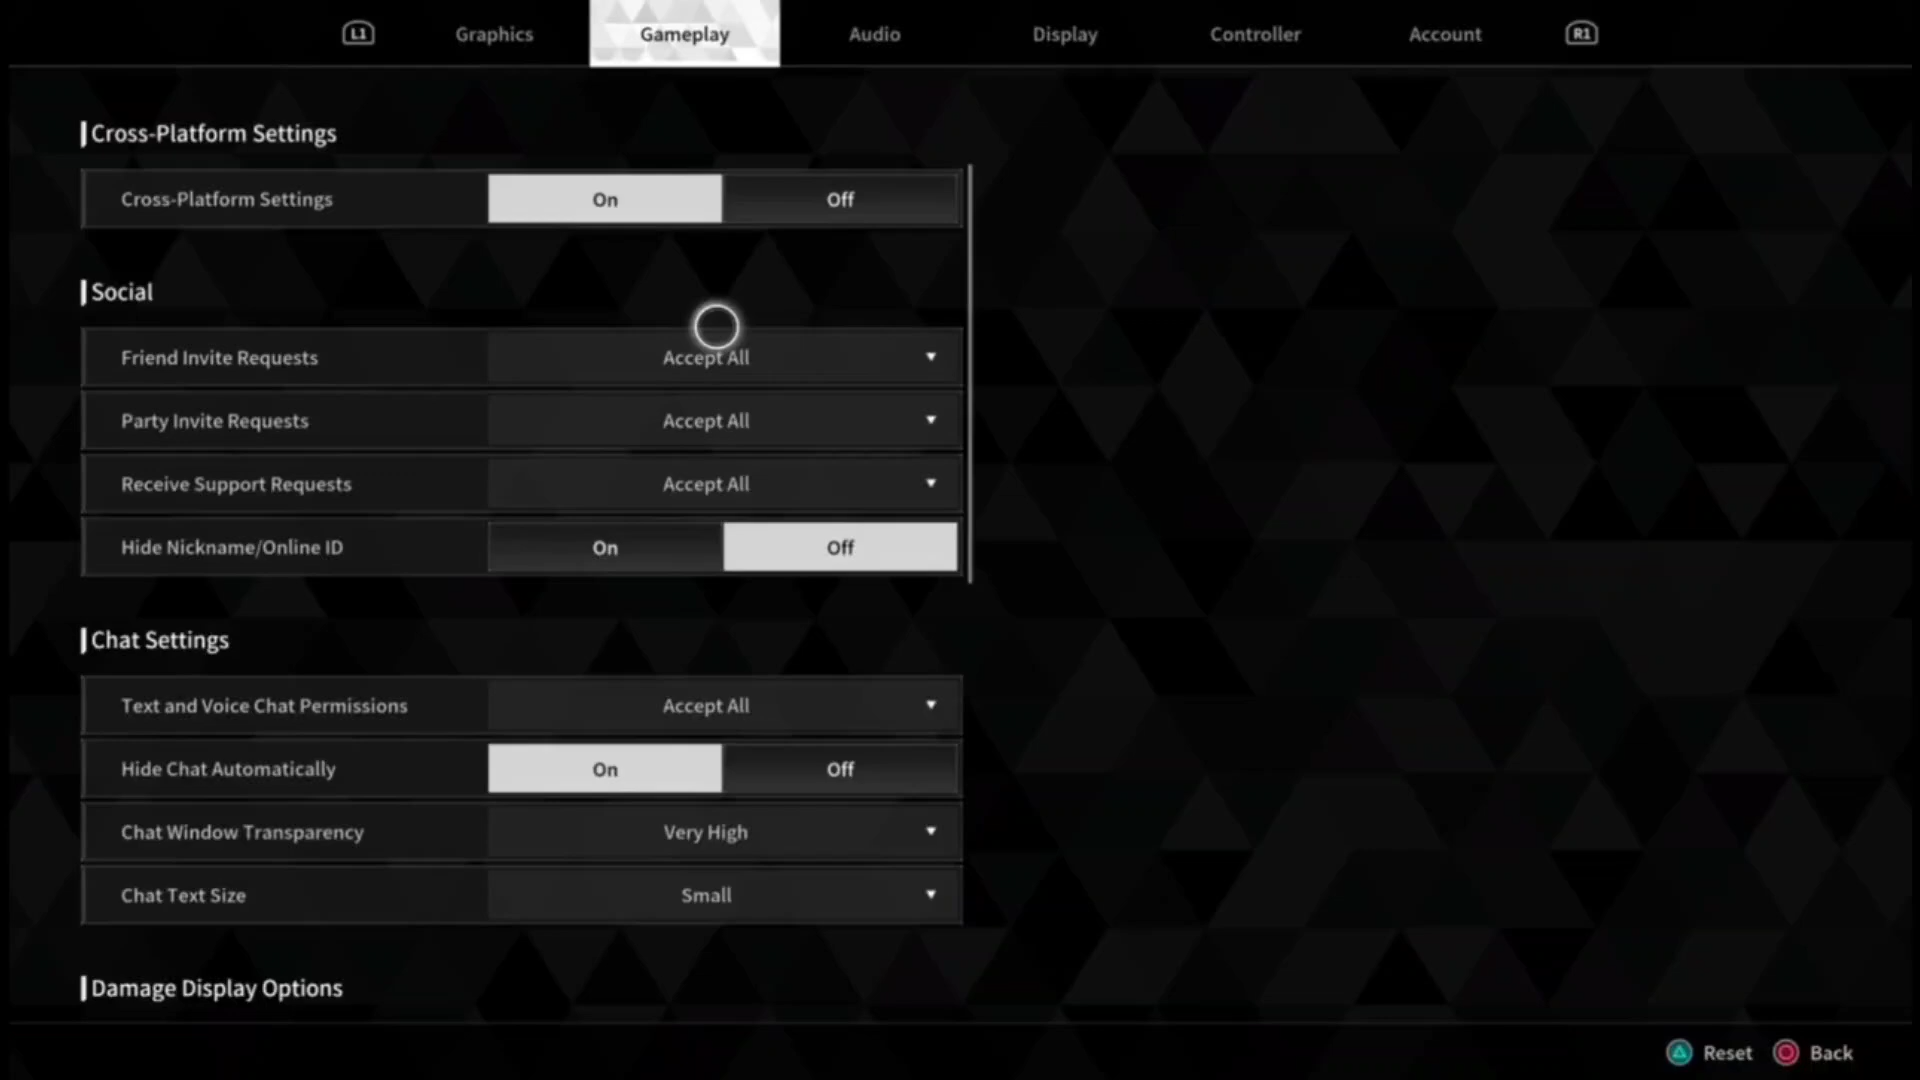 L1 Graphics Gameplay Audio Display Controller Account R1
Cross-Platform Settings
Cross-Platform Settings On Off
Social
Friend Invite Requests Accept All
Party Invite Requests Accept All
Receive Support Requests Accept All
Hide Nickname/Online ID On Off
Chat Settings
Text and Voice Chat Permissions Accept All
Hide Chat Automatically On Off
Chat Window Transparency Very High
Chat Text Size Small
Damage Display Options
Reset Back